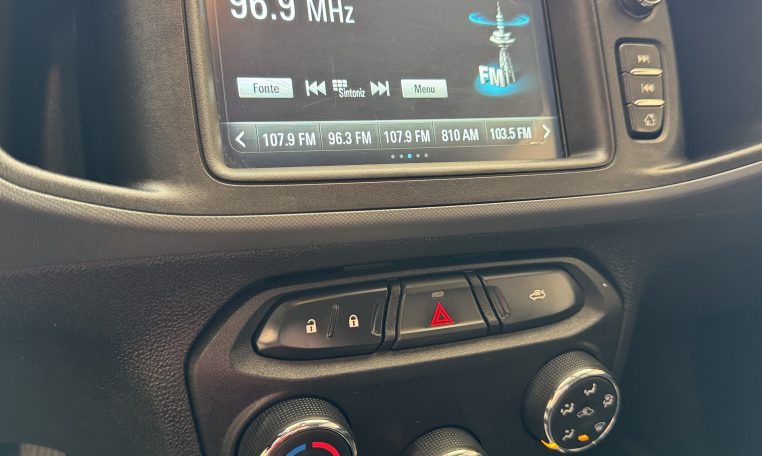 96.9 MHz
FM
Fonte Sintoniz Menu
107.9 FM 96.3 FM 107.9 FM 810 AM 103.5 FM